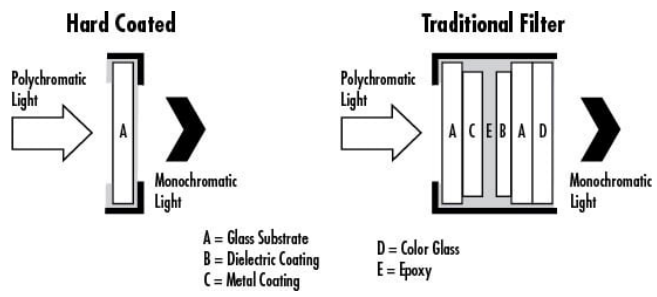 Hard Coated
Polychromatic
Light
A
Monochromatic
Light
Traditional Filter
Polychromatic
Light
A C E B A D
Monochromatic
Light
A = Glass Substrate
B = Dielectric Coating
C = Metal Coating
D = Color Glass
E = Epoxy